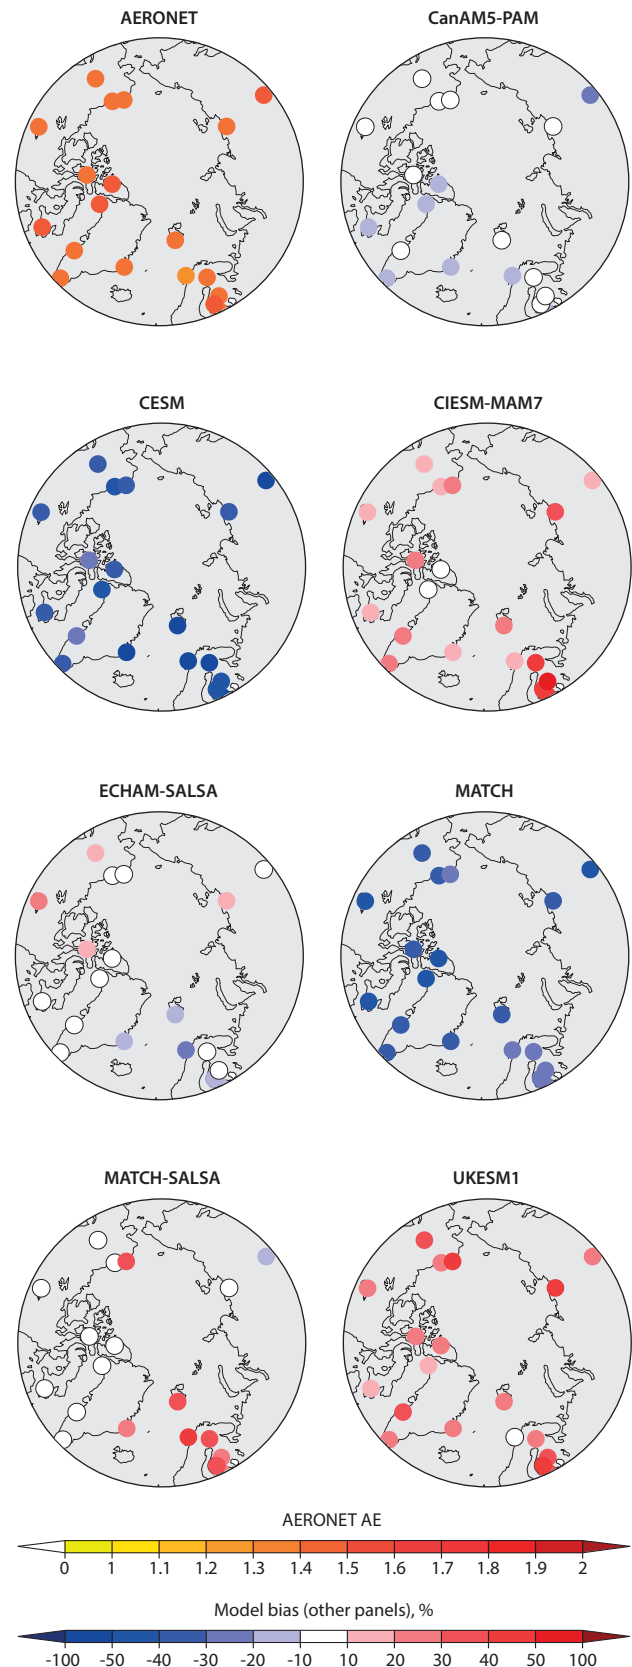 AERONET
CanAM5-PAM
CESM
CIESM-MAM7
ECHAM-SALSA
MATCH
MATCH-SALSA
UKESM1
AERONET AE
0 1 1.1 1.2 1.3 1.4 1.5 1.6 1.7 1.8 1.9 2
Model bias (other panels), %
-100 -50 -40 -30 -20 -10 10 20 30 40 50 100